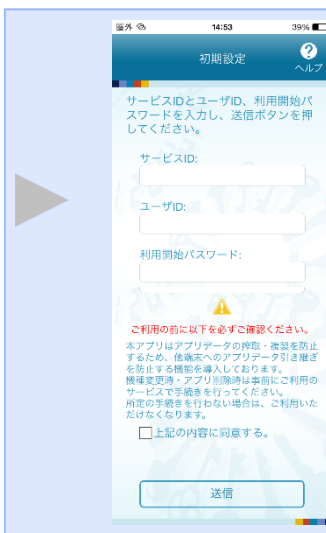 圏外 14:53 39%
初期設定
ヘルプ
サービスIDとユーザID、利用開始パ
スワードを入力し、送信ボタンを押
してください。
サービスID:
ユーザID:
利用開始パスワード:
ご利用の前に以下を必ずご確認ください。
本アプリはアプリデータの搾取・複製を防止
するため、他端末へのアプリデータ引き継ぎ
を防止する機能を導入しております。
機種変更時・アプリ削除時は事前にご利用の
サービスで手続きを行ってください。
所定の手続きを行わない場合は、ご利用いた
だけなくなります。
上記の内容に同意する。
送信